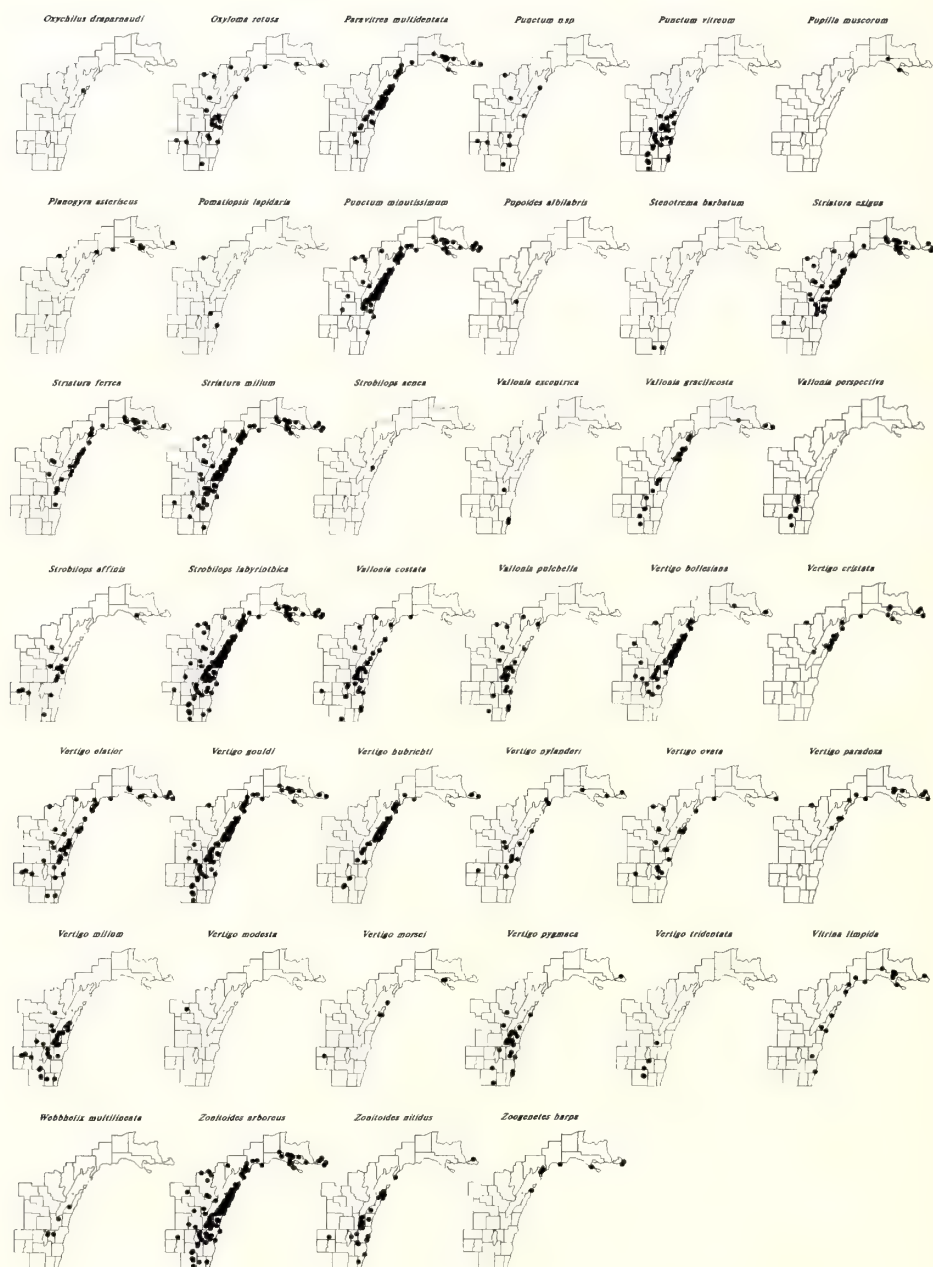 Oxychilus draparnaudi
Oxyloma retusa
Paravitrea multidentata
Punctum nsp
Punctum vitreum
Pupilla muscorum
Planogyra asteriscus
Pomatiopsis lapidaria
Punctum minutissimum
Pupoides albilabris
Stenotrema barbatum
Striatura exigua
Striatura ferrea
Striatura milium
Strobilops aenea
Vallonia excentrica
Vallonia gracilicosta
Vallonia perspectiva
Strobilops affinis
Strobilops labyrinthica
Vallonia costata
Vallonia pulchella
Vertigo bollesiana
Vertigo cristata
Vertigo elatior
Vertigo gouldi
Vertigo hubrichti
Vertigo nylanderi
Vertigo ovata
Vertigo paradoxa
Vertigo milium
Vertigo modesta
Vertigo morsei
Vertigo pygmaea
Vertigo tridentata
Vitrina limpida
Webbhelix multilineata
Zonitoides arboreus
Zonitoides nitidus
Zoogenetes harpa